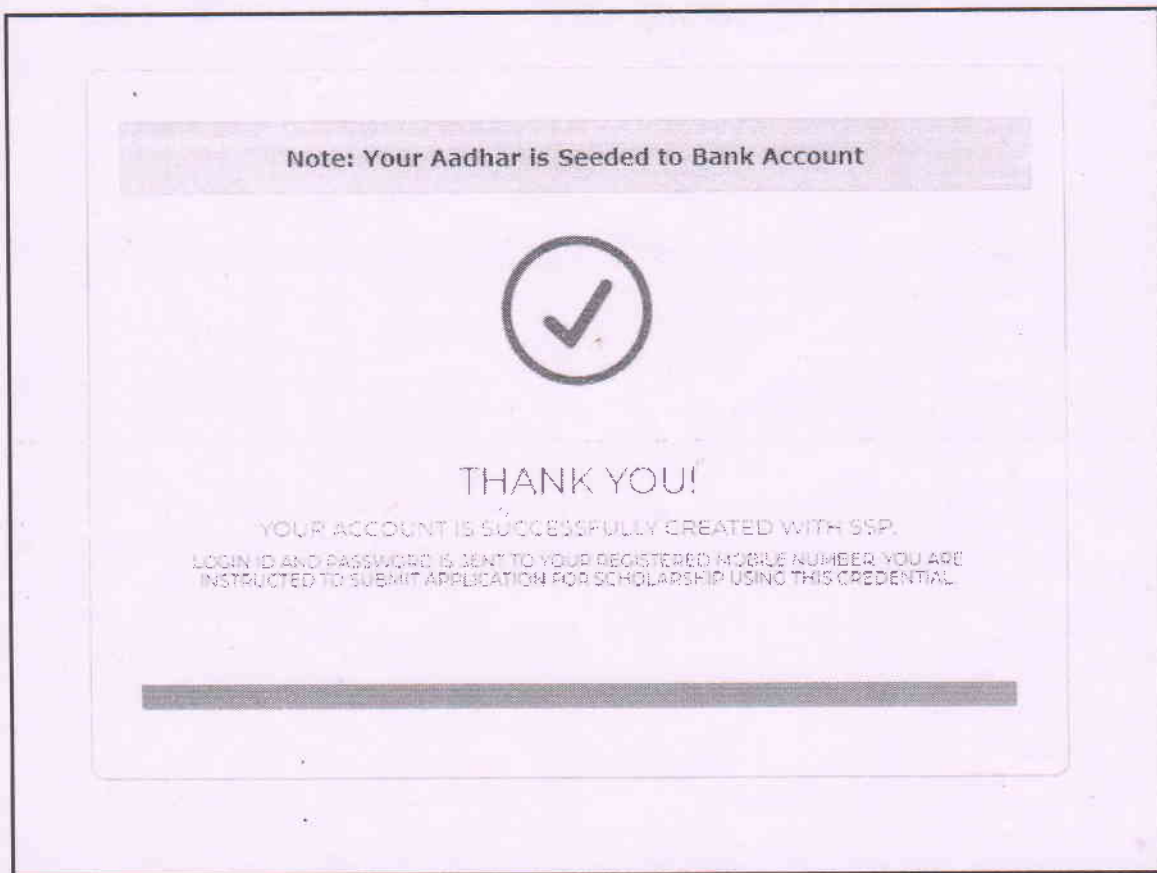 Note: Your Aadhar is Seeded to Bank Account
THANK YOU!
YOUR ACCOUNT IS SUCCESSFULLY CREATED WITH SSP.
LOGIN ID AND PASSWORD IS SENT TO YOUR REGISTERED MOBILE NUMBER. YOU ARE
INSTRUCTED TO SUBMIT APPLICATION FOR SCHOLARSHIP USING THIS CREDENTIAL.